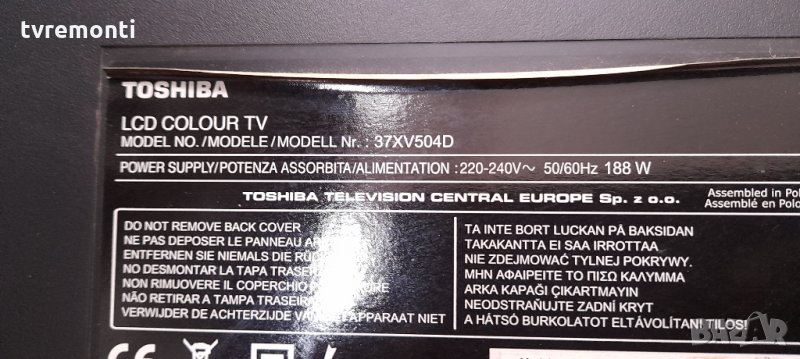 tvremonti
TOSHIBA
LCD COLOUR TV
MODEL NO./MODELE/MODELL Nr. : 37XV504D
POWER SUPPLY/POTENZA ASSORBITA/ALIMENTATION : 220-240V~ 50/60Hz 188 W
TOSHIBA TELEVISION CENTRAL EUROPE Sp. z o.o.
Assembled in
Assemblé en
DO NOT REMOVE BACK COVER
NE PAS DEPOSER LE PANNEAU
ENTFERNEN SIE NIEMALS DIE
NO DESMONTAR LA TAPA
NON RIMUOVERE IL COPERCHIO
NÃO RETIRAR A TAMPA
VERWIJDER DE ACHTERZIJDE VAN HET APPARAAT NIET
TA INTE BORT LUCKAN PÅ BAKSIDAN
TAKAKANTTA EI SAA IRROTTAA
NIE ZDEJMOWAĆ TYLNEJ POKRYWY.
ΜΗΝ ΑΦΑΙΡΕΙΤΕ ΤΟ ΠΙΣΩ ΚΑΛΥΜΜΑ
ARKA KAPAĞI ÇIKARTMAYIN
NEODSTRAŇUJTE ZADNÍ KRYT
A HÁTSÓ BURKOLATOT ELTÁVOLÍTANI TILOS!
CE
BAZAR